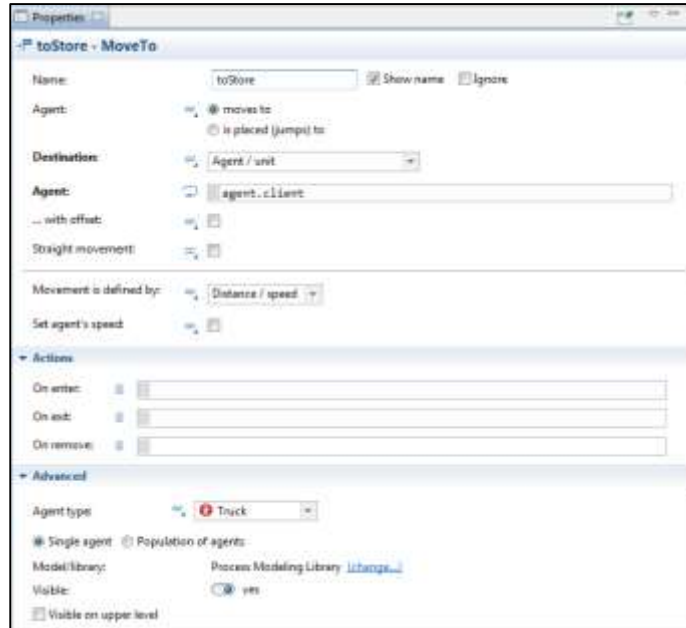 Properties
toStore - MoveTo
Name: toStore Show name Ignore
Agent: moves to
is placed (jumps) to
Destination: Agent / unit
Agent: agent.client
... with offset:
Straight movement:
Movement is defined by: Distance / speed
Set agent's speed:
Actions
On enter:
On exit:
On remove:
Advanced
Agent type: Truck
Single agent Population of agents
Model/library: Process Modeling Library (change...)
Visible: yes
Visible on upper level